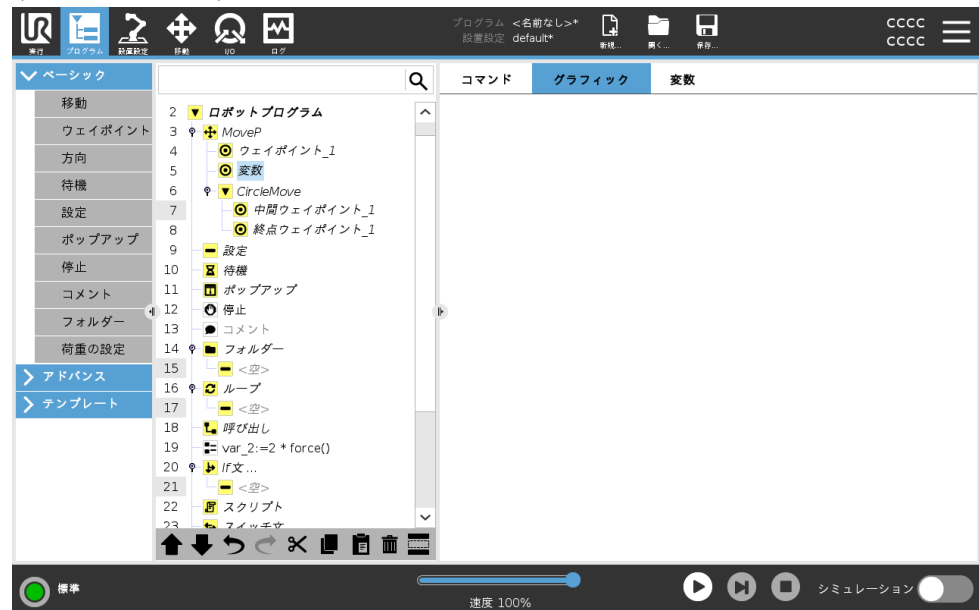 UR
実行
プログラム
設置設定
移動
I/O
ログ
プログラム <名前なし>*
設置設定 default*
新規...
開く...
保存...
CCCC
CCCC
ベーシック
移動
ウェイポイント
方向
待機
設定
ポップアップ
停止
コメント
フォルダー
荷重の設定
アドバンス
テンプレート
2 ロボットプログラム
3 MoveP
4 ウェイポイント_1
5 変数
6 CircleMove
7 中間ウェイポイント_1
8 終点ウェイポイント_1
9 設定
10 待機
11 ポップアップ
12 停止
13 コメント
14 フォルダー
15 <空>
16 ループ
17 <空>
18 呼び出し
19 var_2:=2 * force()
20 If文 ...
21 <空>
22 スクリプト
23 スイッチ文
コマンド グラフィック 変数
標準
速度 100%
シミュレーション